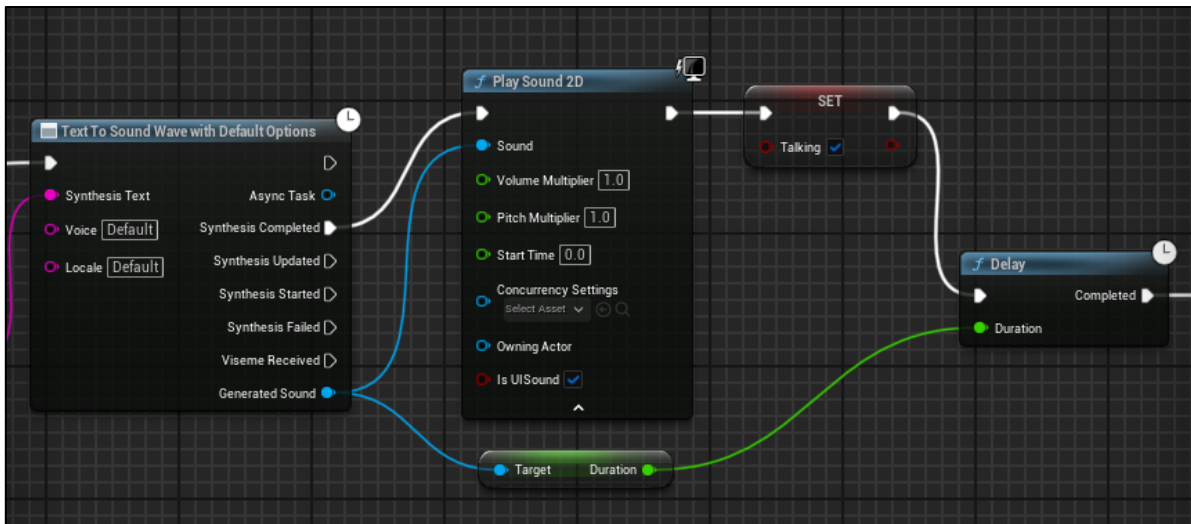 Text To Sound Wave with Default Options
Synthesis Text
Async Task
Voice Default
Synthesis Completed
Locale Default
Synthesis Updated
Synthesis Started
Synthesis Failed
Viseme Received
Generated Sound
f Play Sound 2D
Sound
Volume Multiplier 1.0
Pitch Multiplier 1.0
Start Time 0.0
Concurrency Settings
Select Asset
Owning Actor
Is UISound
Target Duration
SET
Talking
f Delay
Completed
Duration